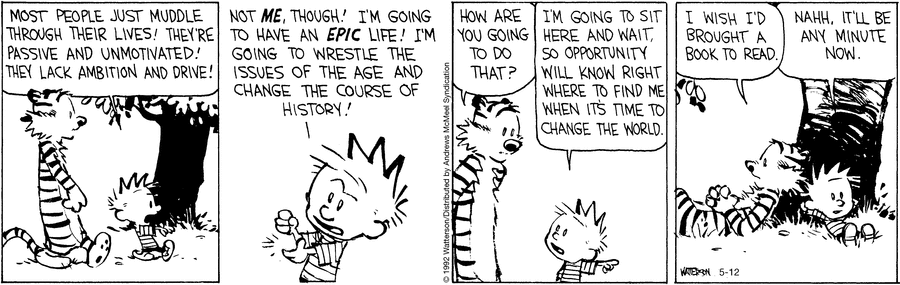 MOST PEOPLE JUST MUDDLE
THROUGH THEIR LIVES! THEY'RE
PASSIVE AND UNMOTIVATED!
THEY LACK AMBITION AND DRIVE!
NOT ME, THOUGH! I'M GOING
TO HAVE AN EPIC LIFE! I'M
GOING TO WRESTLE THE
ISSUES OF THE AGE AND
CHANGE THE COURSE OF
HISTORY!
© 1992 Watterson/Distributed by Andrews McMeel Syndication
HOW ARE
YOU GOING
TO DO
THAT?
I'M GOING TO SIT
HERE AND WAIT,
SO OPPORTUNITY
WILL KNOW RIGHT
WHERE TO FIND ME
WHEN IT'S TIME TO
CHANGE THE WORLD.
I WISH I'D
BROUGHT A
BOOK TO READ.
NAHH, IT'LL BE
ANY MINUTE
NOW.
WATTERSON 5-12